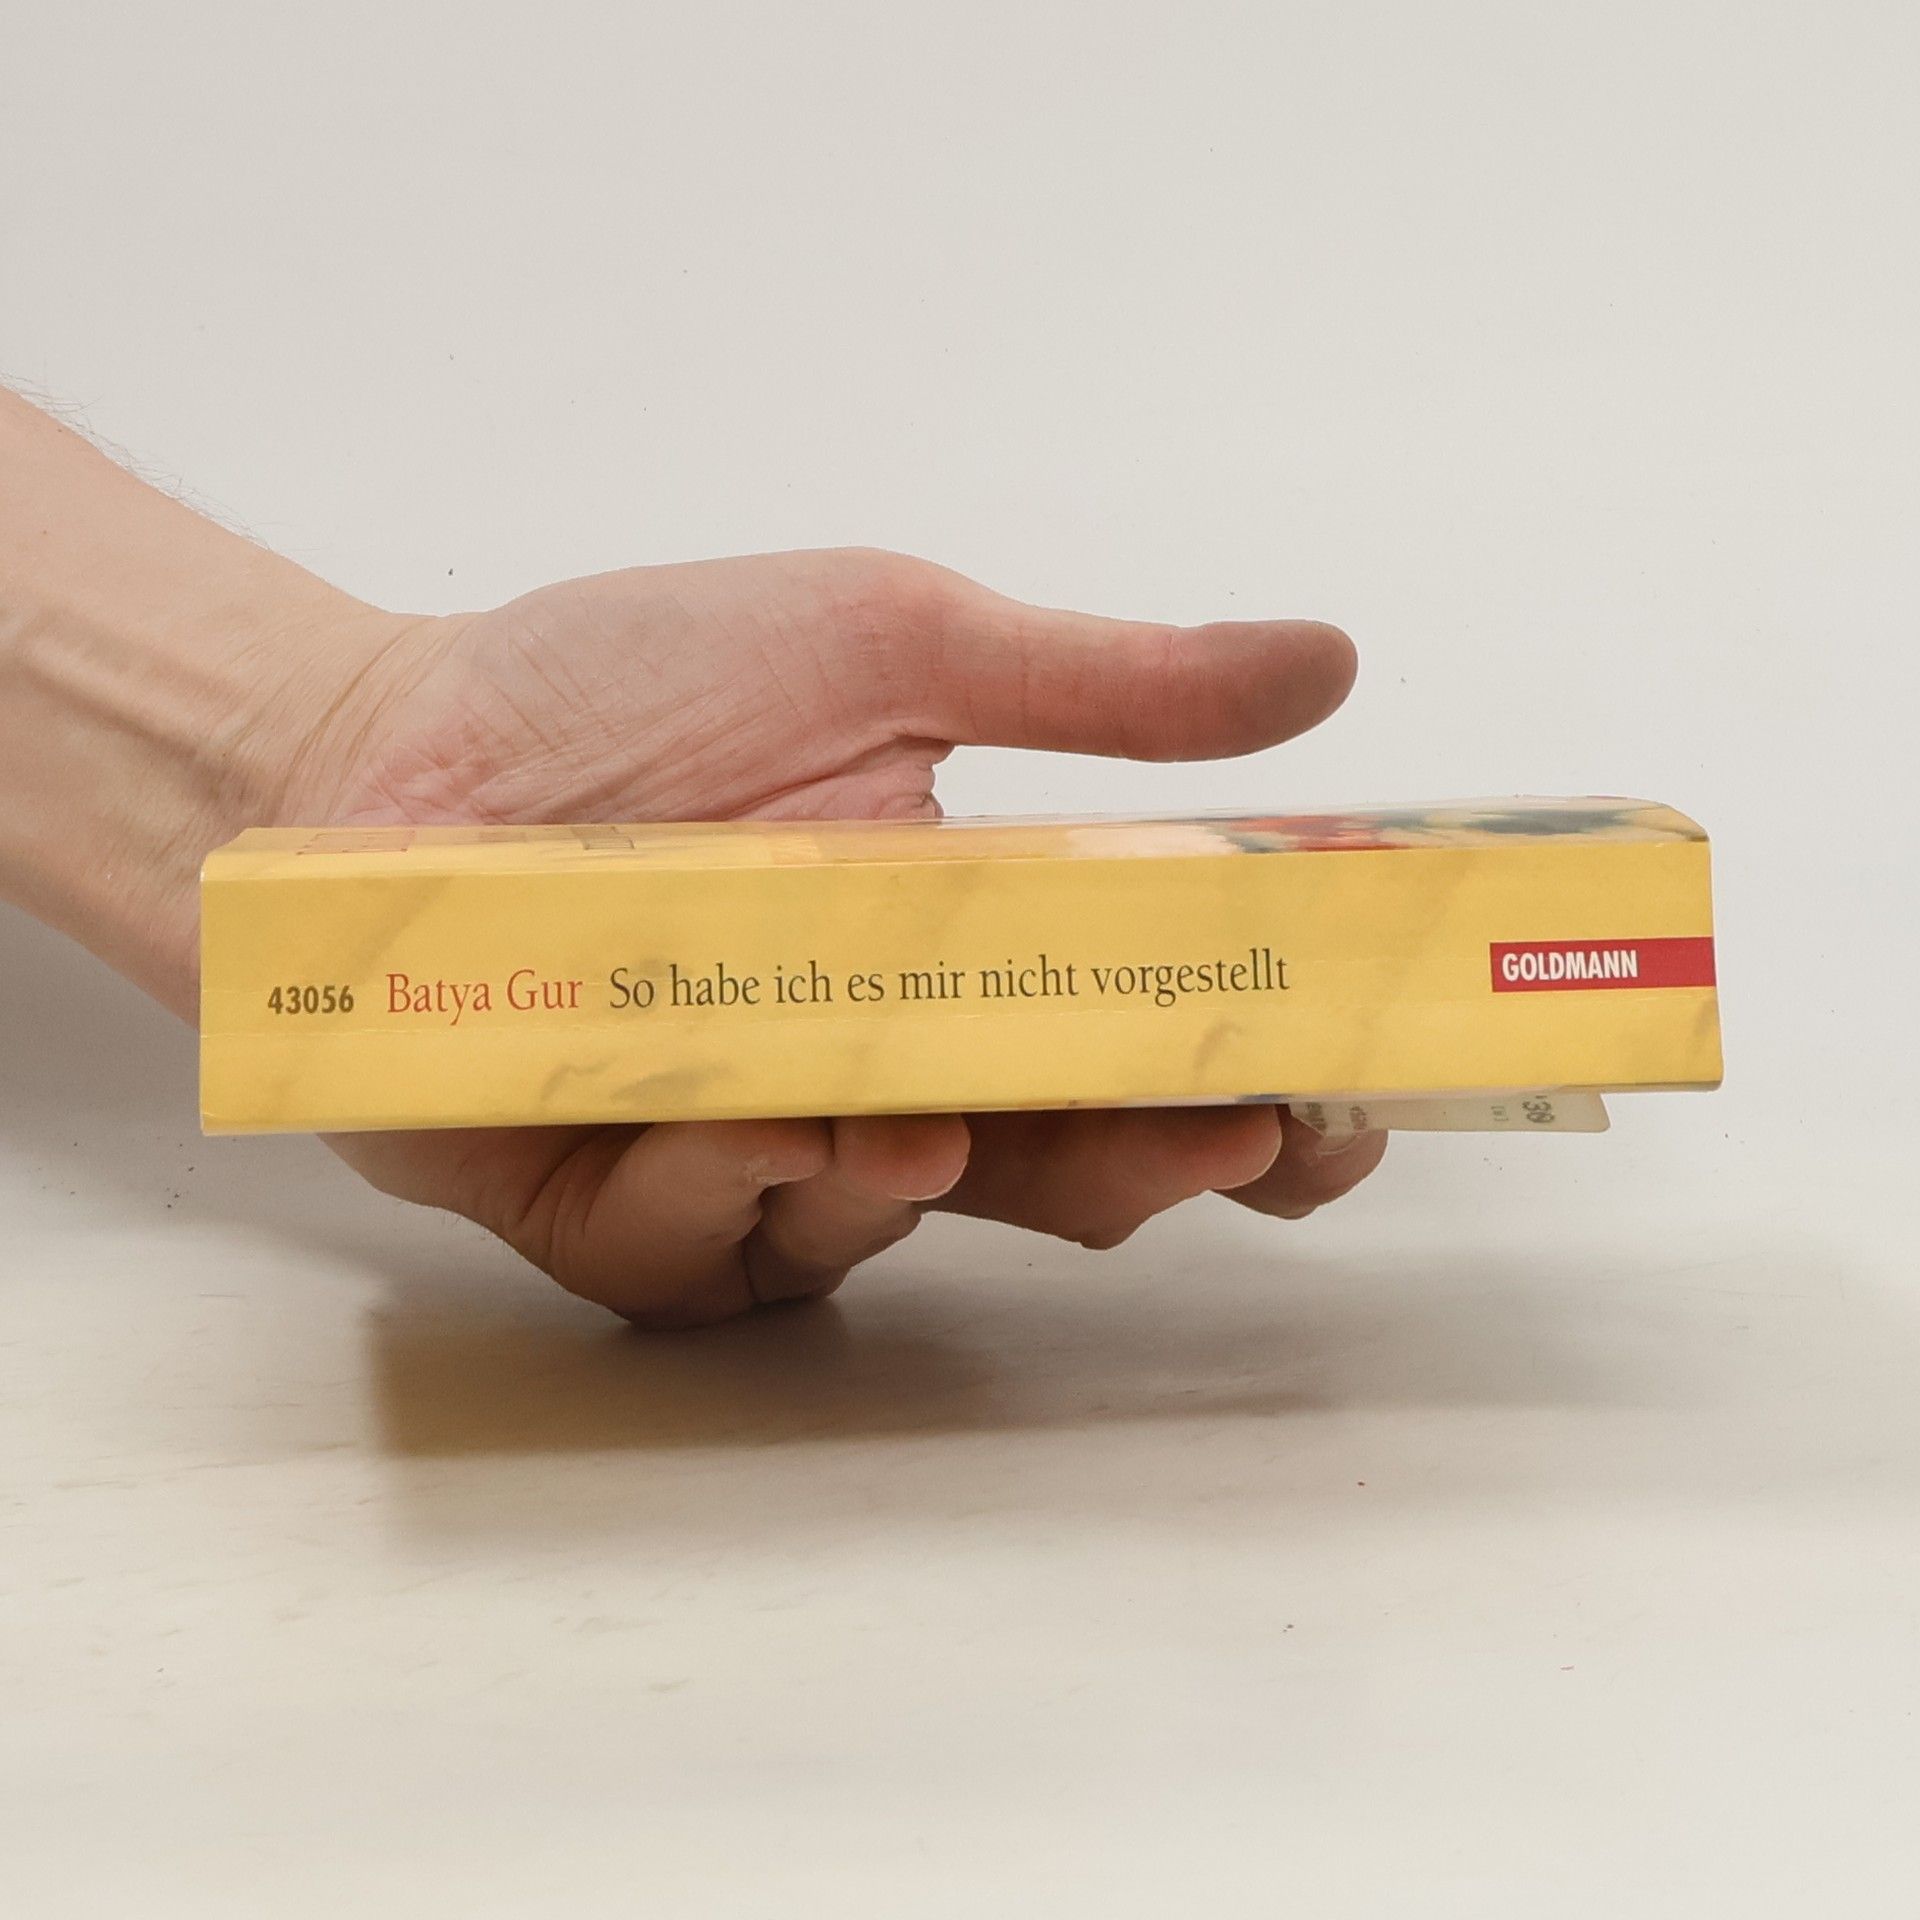 43056 Batya Gur So habe ich es mir nicht vorgestellt GOLDMANN